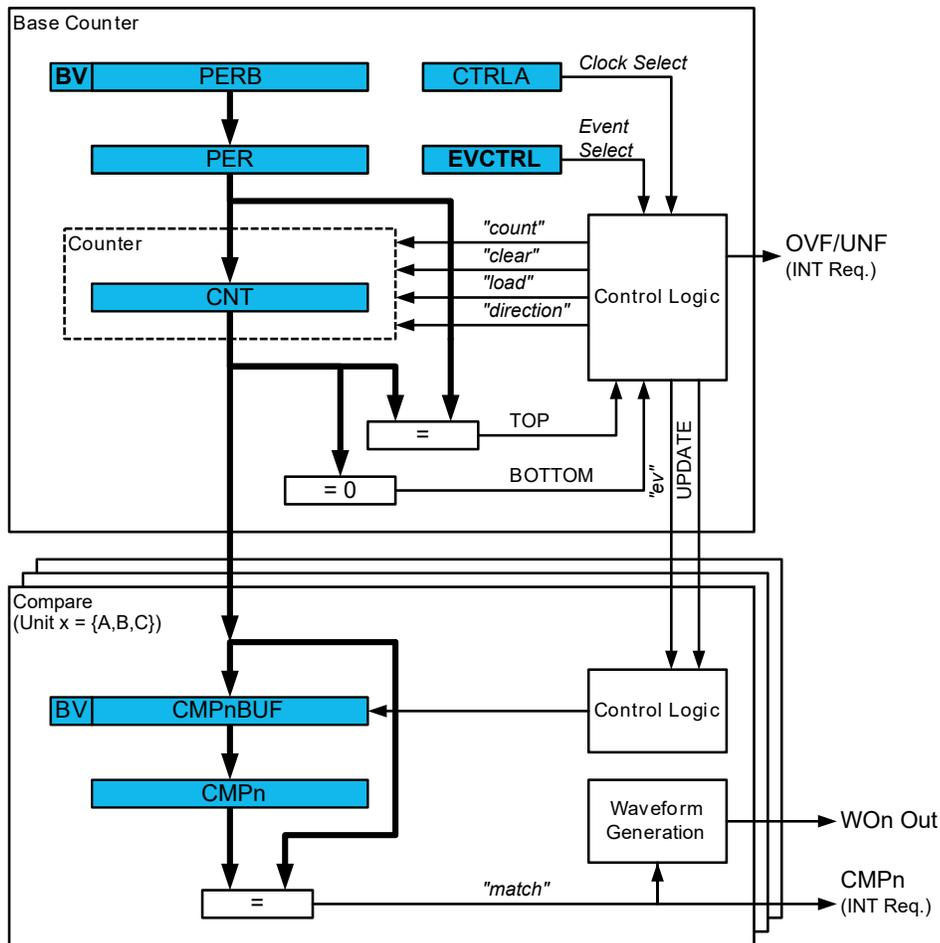 Base Counter
BV PERB
CTRLA
Clock Select
Event
Select
PER
EVCTRL
Counter
"count"
"clear"
"load"
"direction"
CNT
Control Logic
OVF/UNF
(INT Req.)
=
TOP
= 0
BOTTOM
"ev"
UPDATE
Compare
(Unit x = {A,B,C})
BV CMPnBUF
Control Logic
CMPn
Waveform
Generation
WOn Out
=
"match"
CMPn
(INT Req.)